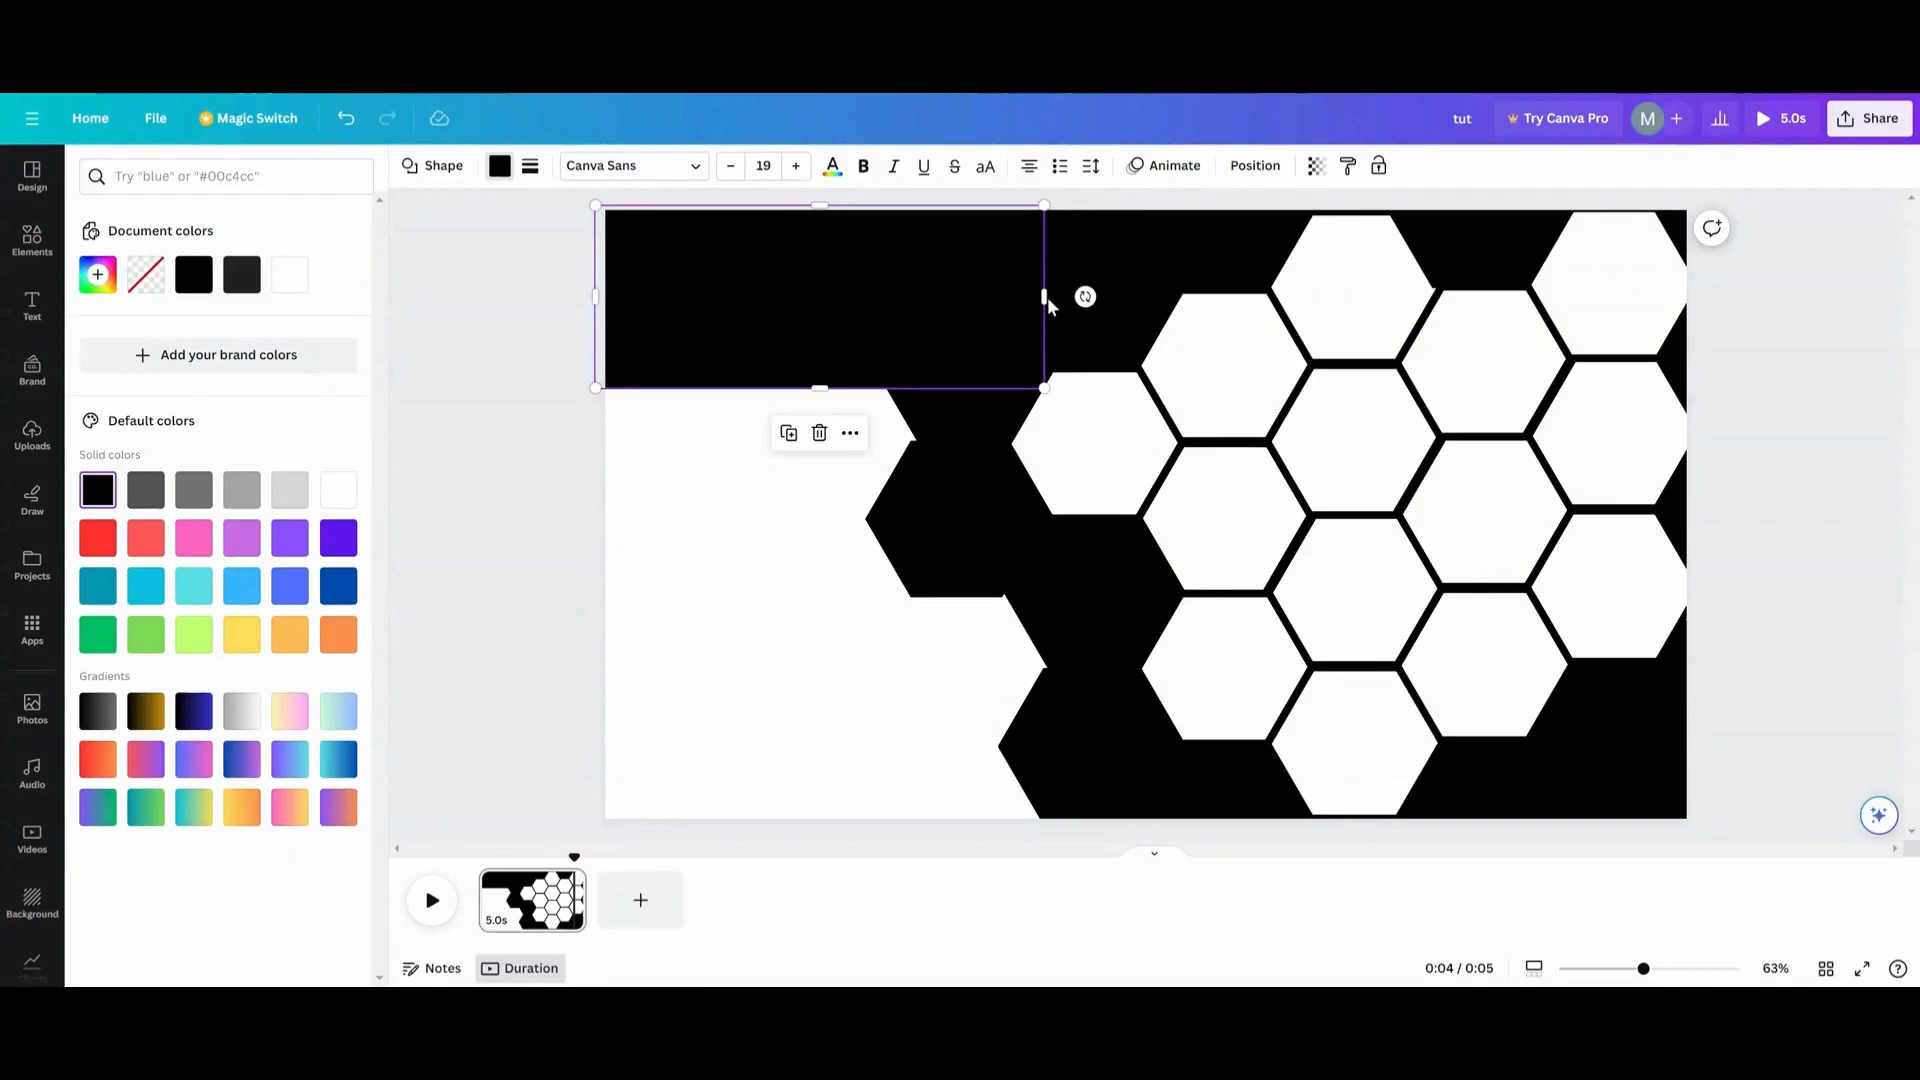 Home File Magic Switch tut Try Canva Pro M 5.0s Share
Design
Elements
Text
Brand
Uploads
Draw
Projects
Apps
Photos
Audio
Videos
Background
Charts
Try "blue" or "#00c4cc"
Document colors
Add your brand colors
Default colors
Solid colors
Gradients
Shape Canva Sans 19 A B I U S aA Animate Position
5.0s
Notes Duration 0:04 / 0:05 63%